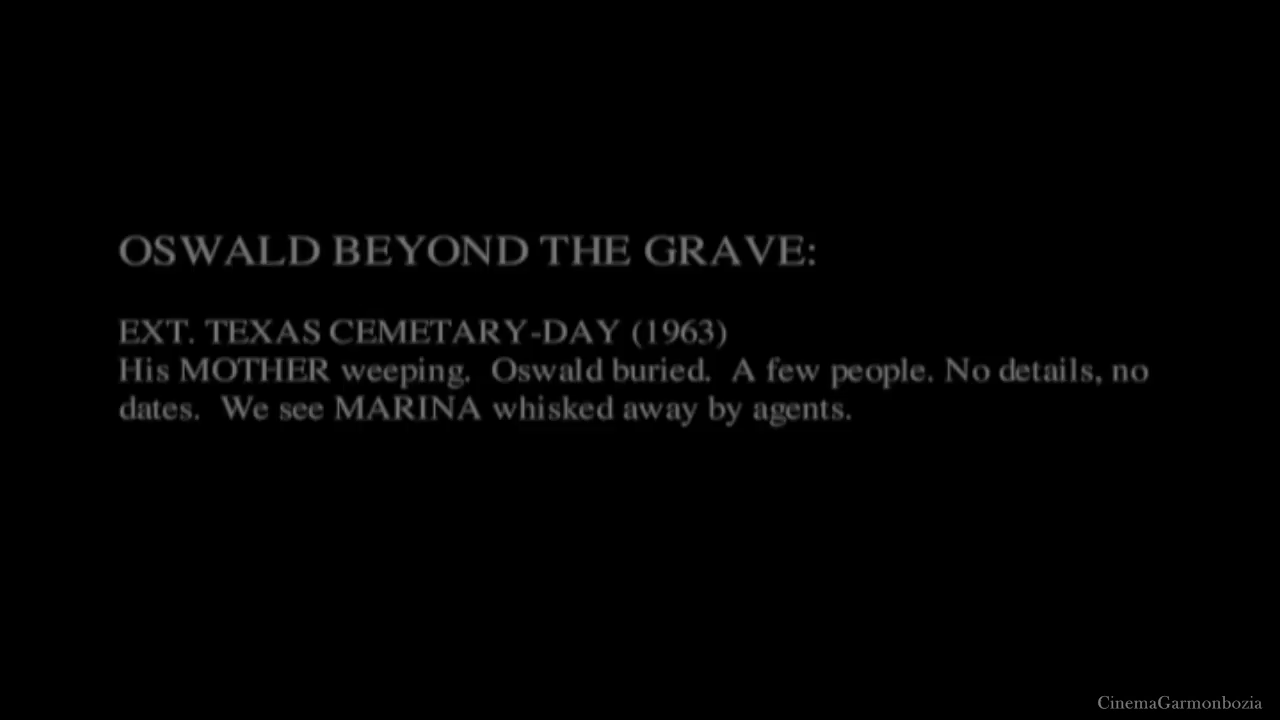 OSWALD BEYOND THE GRAVE:
EXT. TEXAS CEMETARY-DAY (1963)
His MOTHER weeping.  Oswald buried.  A few people. No details, no
dates.  We see MARINA whisked away by agents.
CinemaGarmonbozia